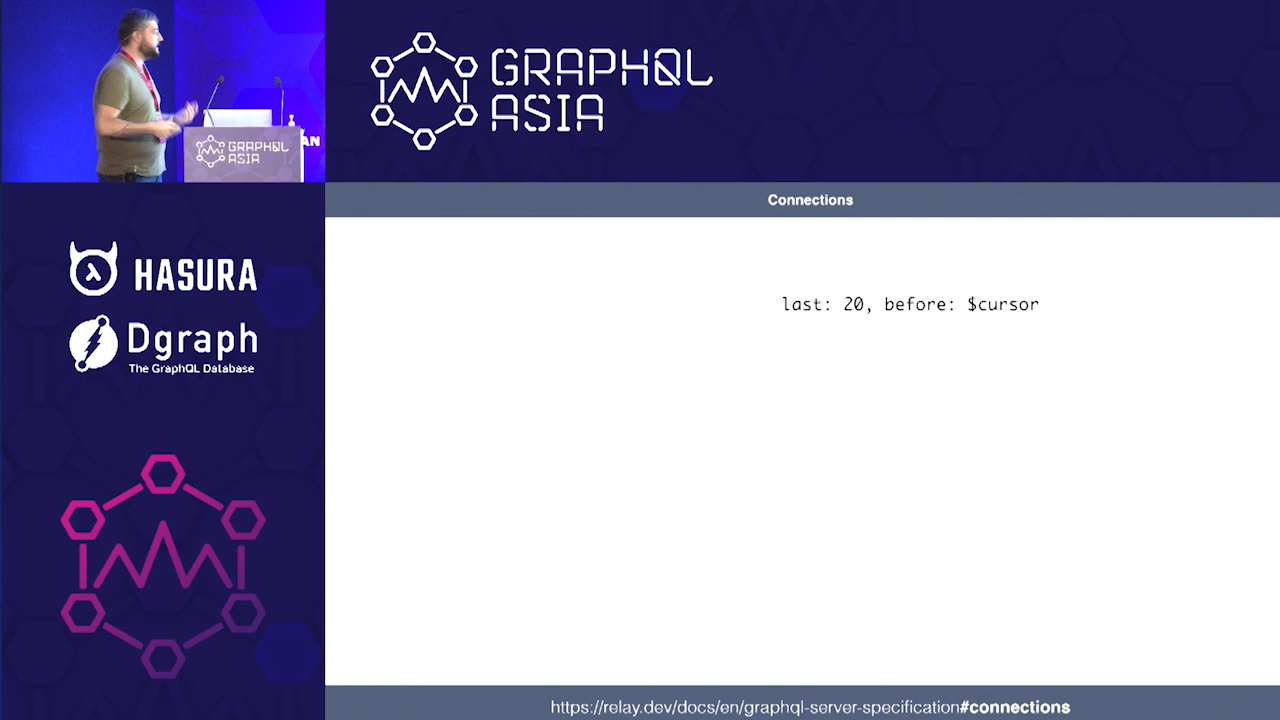 GRAPHQL
ASIA
GRAPHQL
ASIA
AN
Connections
HASURA
Dgraph
The GraphQL Database
last: 20, before: $cursor
https://relay.dev/docs/en/graphql-server-specification#connections